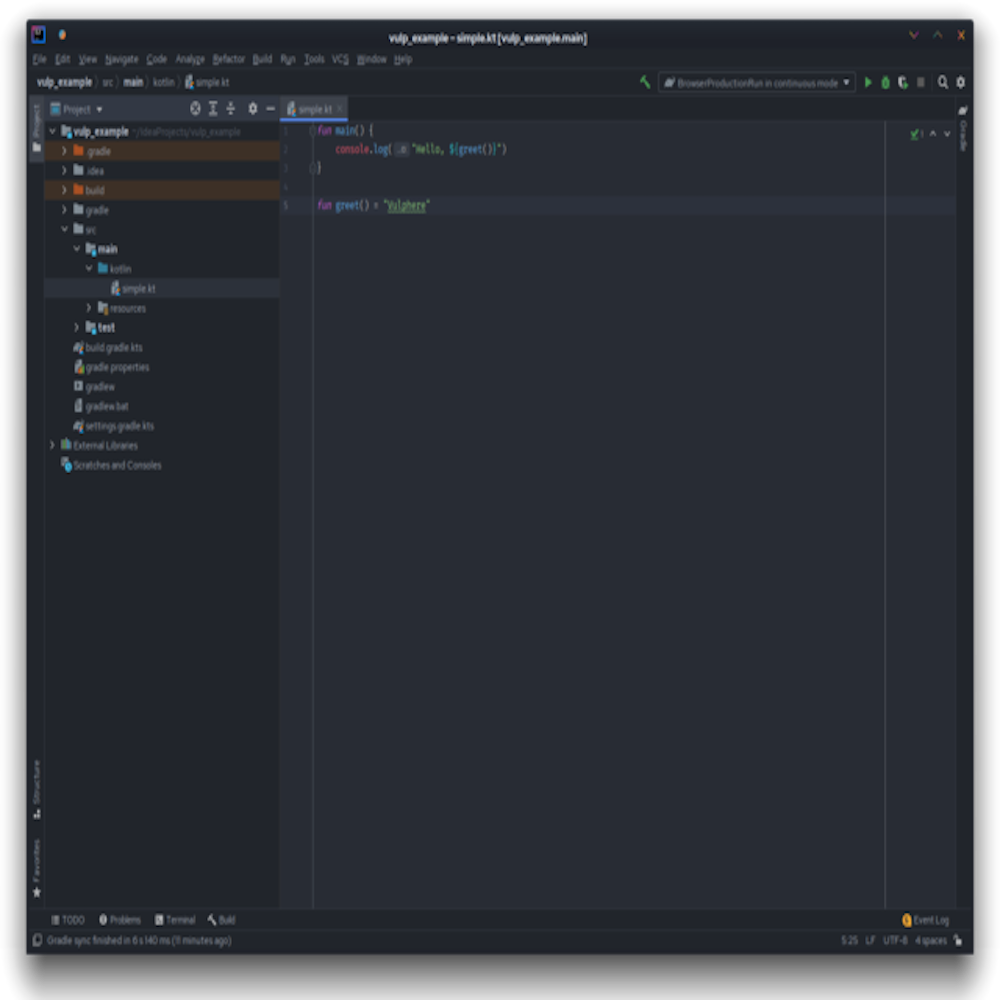 vulp_example – simple.kt [vulp_example.main]
File Edit View Navigate Code Analyze Refactor Build Run Tools VCS Window Help
vulp_example src main kotlin simple.kt
BrowserProductionRun in continuous mode
Project
Project
simple.kt
Gradle
vulp_example ~/IdeaProjects/vulp_example
.gradle
.idea
build
gradle
src
main
kotlin
simple.kt
resources
test
build.gradle.kts
gradle.properties
gradlew
gradlew.bat
settings.gradle.kts
External Libraries
Scratches and Consoles
1 fun main() {
2 console.log( "Hello, ${greet()}")
3 }
4
5 fun greet() = "Vulphere"
1
Structure
Favorites
TODO Problems Terminal Build
Event Log
Gradle sync finished in 6 s 140 ms (11 minutes ago)
5:25 LF UTF-8 4 spaces